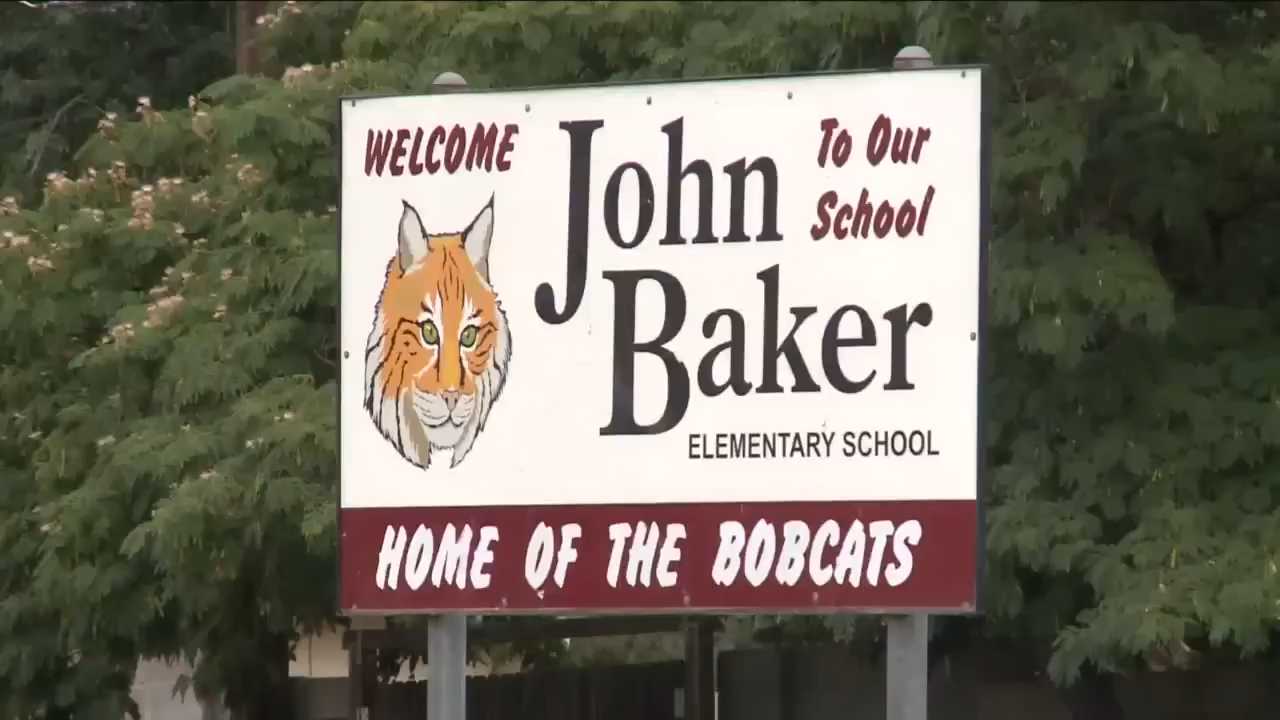 WELCOME
John
Baker
To Our
School
ELEMENTARY SCHOOL
HOME OF THE BOBCATS